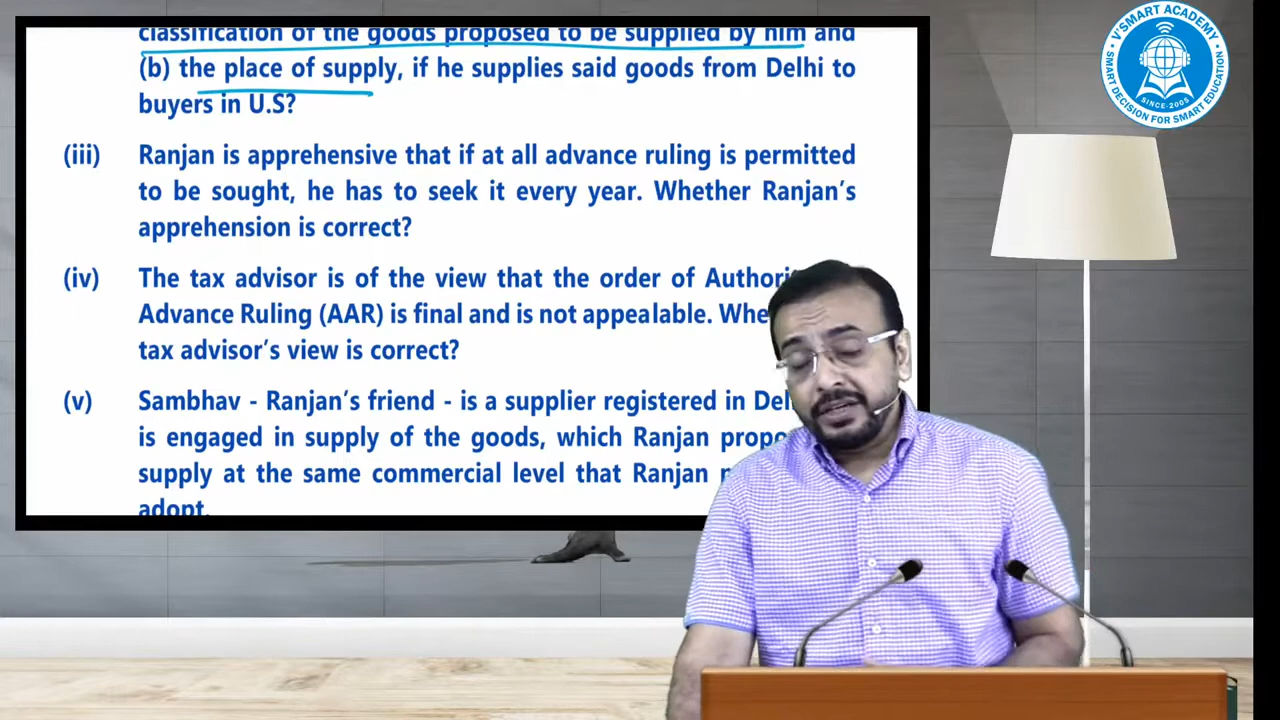 classification of the goods proposed to be supplied by him and
(b) the place of supply, if he supplies said goods from Delhi to
buyers in U.S?
(iii) Ranjan is apprehensive that if at all advance ruling is permitted
to be sought, he has to seek it every year. Whether Ranjan’s
apprehension is correct?
(iv) The tax advisor is of the view that the order of
Advance Ruling (AAR) is final and is not appealable.
tax advisor’s view is correct?
(v) Sambhav - Ranjan’s friend - is a supplier registered in
is engaged in supply of the goods, which Ranjan
supply at the same commercial level that Ranjan
adopt.
V'SMART ACADEMY
SMART DECISION FOR SMART EDUCATION
SINCE-2005